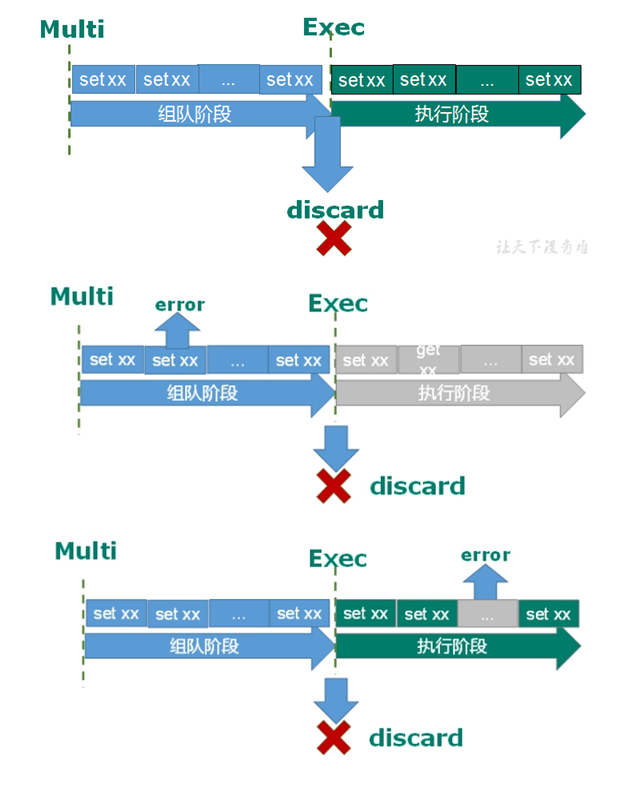 Multi Exec
set xx set xx ... set xx set xx set xx ... set xx
组队阶段 执行阶段
discard
让天下没有难
Multi error Exec
set xx set xx ... set xx set xx get xx ... set xx
组队阶段 执行阶段
discard
Multi Exec error
set xx set xx ... set xx set xx set xx ... set xx
组队阶段 执行阶段
discard